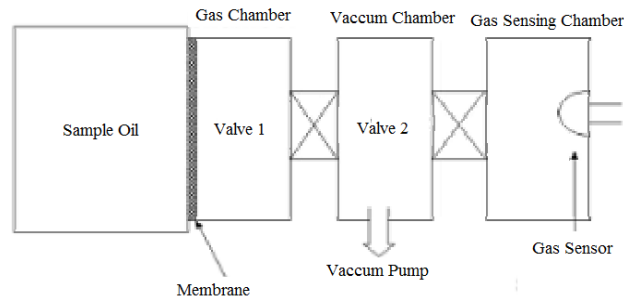 Gas Chamber
Vaccum Chamber
Gas Sensing Chamber
Sample Oil
Valve 1
Valve 2
Gas Sensor
Vaccum Pump
Membrane